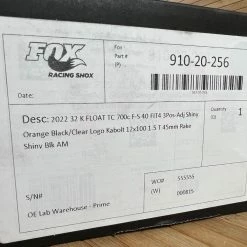 FOX
RACING SHOX
For
Part:
(P)
910-20-256
Date:
Quantity:
(Q)
1
Desc: 2022 32 K FLOAT TC 700c F-S 40 FIT4 3Pos-Adj Shiny
Orange Black/Clear Logo Kabolt 12x100 1.5 T 45mm Rake
Shiny Blk AM
S/N#
WC#
555555
(W)
000815
OE Lab Warehouse - Prime